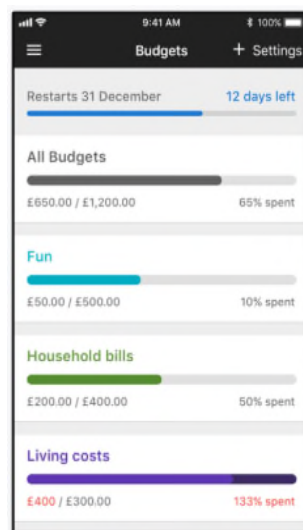 9:41 AM 100%
Budgets + Settings
Restarts 31 December 12 days left
All Budgets
£650.00 / £1,200.00 65% spent
Fun
£50.00 / £500.00 10% spent
Household bills
£200.00 / £400.00 50% spent
Living costs
£400 / £300.00 133% spent